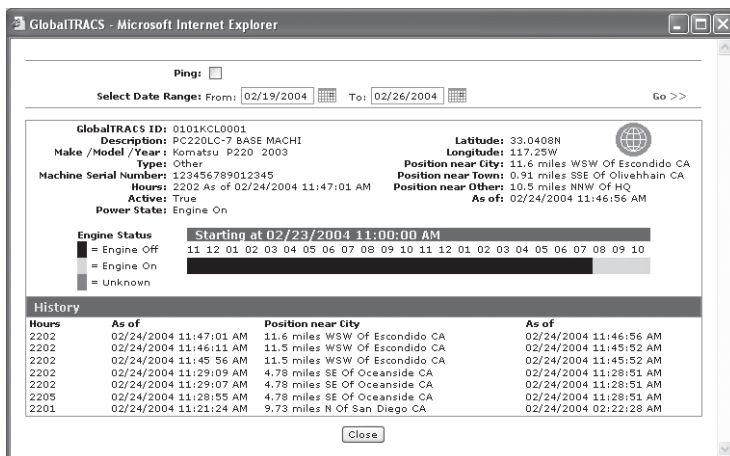 GlobalTRACS - Microsoft Internet Explorer
Ping:
Select Date Range: From: 02/19/2004 To: 02/26/2004 Go >>
GlobalTRACS ID: 0101KCL0001
Description: PC220LC-7 BASE MACHI
Make /Model /Year: Komatsu P220 2003
Type: Other
Machine Serial Number: 123456789012345
Hours: 2202 As of 02/24/2004 11:47:01 AM
Active: True
Power State: Engine On
Latitude: 33.0408N
Longitude: 117.25W
Position near City: 11.6 miles WSW Of Escondido CA
Position near Town: 0.91 miles SSE Of Olivehhain CA
Position near Other: 10.5 miles NNW Of HQ
As of: 02/24/2004 11:46:56 AM
Engine Status
= Engine Off
= Engine On
= Unknown
Starting at 02/23/2004 11:00:00 AM
11 12 01 02 03 04 05 06 07 08 09 10 11 12 01 02 03 04 05 06 07 08 09 10
History
Hours As of Position near City As of
2202 02/24/2004 11:47:01 AM 11.6 miles WSW Of Escondido CA 02/24/2004 11:46:56 AM
2202 02/24/2004 11:46:11 AM 11.5 miles WSW Of Escondido CA 02/24/2004 11:45:52 AM
2202 02/24/2004 11:45 56 AM 11.5 miles WSW Of Escondido CA 02/24/2004 11:45:52 AM
2202 02/24/2004 11:29:09 AM 4.78 miles SE Of Oceanside CA 02/24/2004 11:28:51 AM
2202 02/24/2004 11:29:07 AM 4.78 miles SE Of Oceanside CA 02/24/2004 11:28:51 AM
2205 02/24/2004 11:28:55 AM 4.78 miles SE Of Oceanside CA 02/24/2004 11:28:51 AM
2201 02/24/2004 11:21:24 AM 9.73 miles N Of San Diego CA 02/24/2004 02:22:28 AM
Close